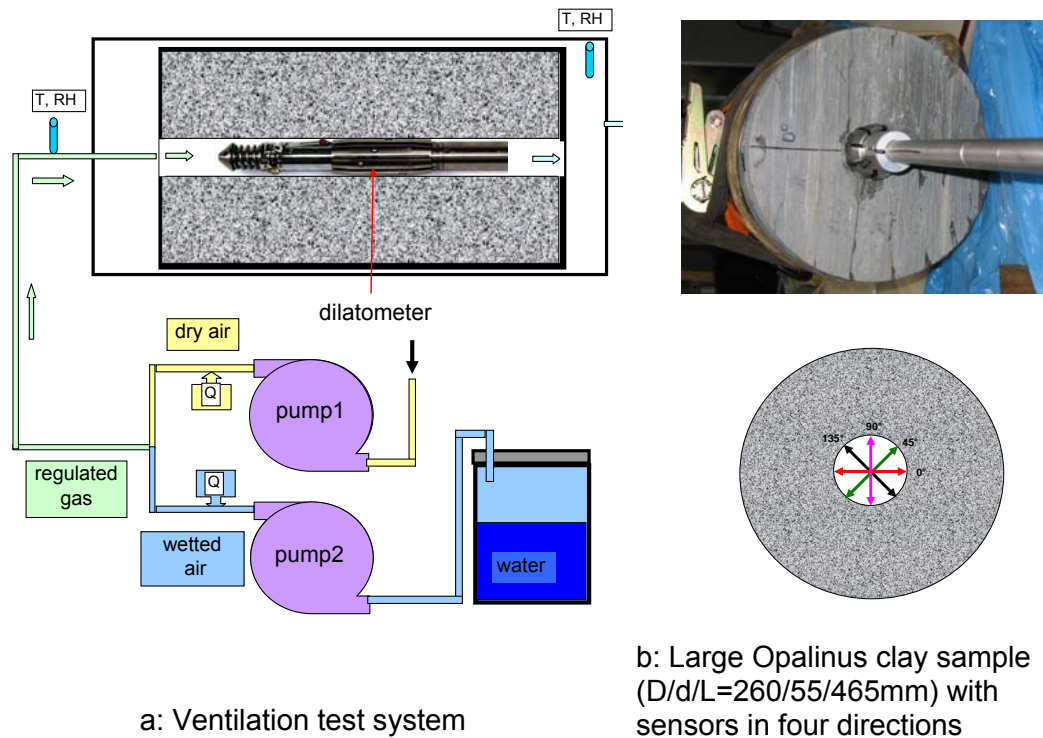 T, RH
T, RH
dilatometer
dry air
Q
pump1
regulated
gas
Q
wetted
air
pump2
water
a: Ventilation test system
0°
90°
135°
45°
0°
b: Large Opalinus clay sample
(D/d/L=260/55/465mm) with
sensors in four directions